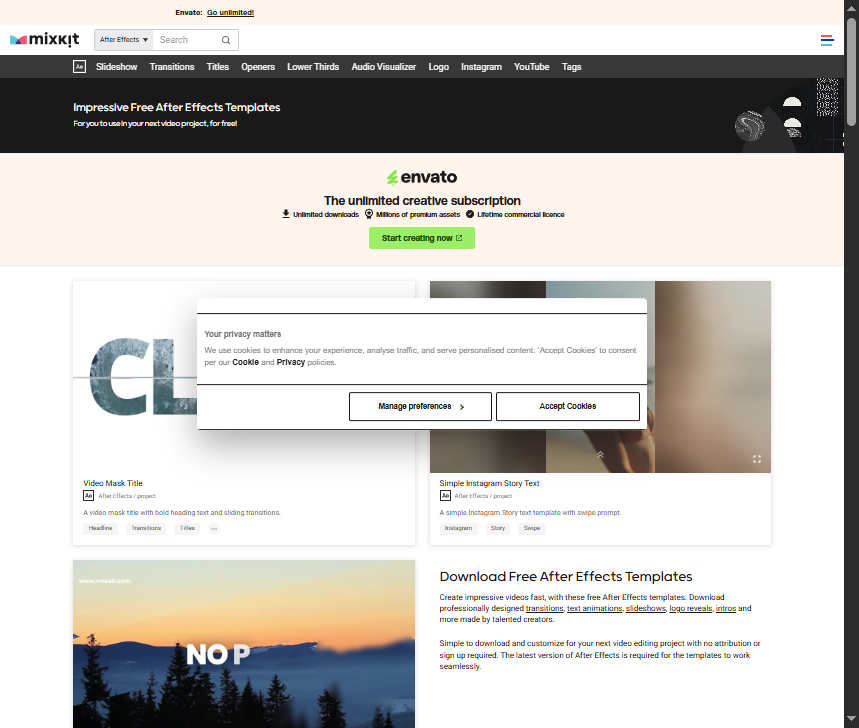 Envato: Go unlimited!
mixkit
After Effects
Search
Ae Slideshow Transitions Titles Openers Lower Thirds Audio Visualizer Logo Instagram YouTube Tags
Impressive Free After Effects Templates
For you to use in your next video project, for free!
envato
The unlimited creative subscription
Unlimited downloads Millions of premium assets Lifetime commercial licence
Start creating now
CL
Your privacy matters
We use cookies to enhance your experience, analyse traffic, and serve personalised content. 'Accept Cookies' to consent
per our Cookie and Privacy policies.
Manage preferences
Accept Cookies
Video Mask Title
Ae After Effects / project
A video mask title with bold heading text and sliding transitions.
Headline Transitions Titles ...
Simple Instagram Story Text
Ae After Effects / project
A simple Instagram Story text template with swipe prompt.
Instagram Story Swipe
www.mixkit.com
NO P
Download Free After Effects Templates
Create impressive videos fast, with these free After Effects templates. Download
professionally designed transitions, text animations, slideshows, logo reveals, intros and
more made by talented creators.
Simple to download and customize for your next video editing project with no attribution or
sign up required. The latest version of After Effects is required for the templates to work
seamlessly.